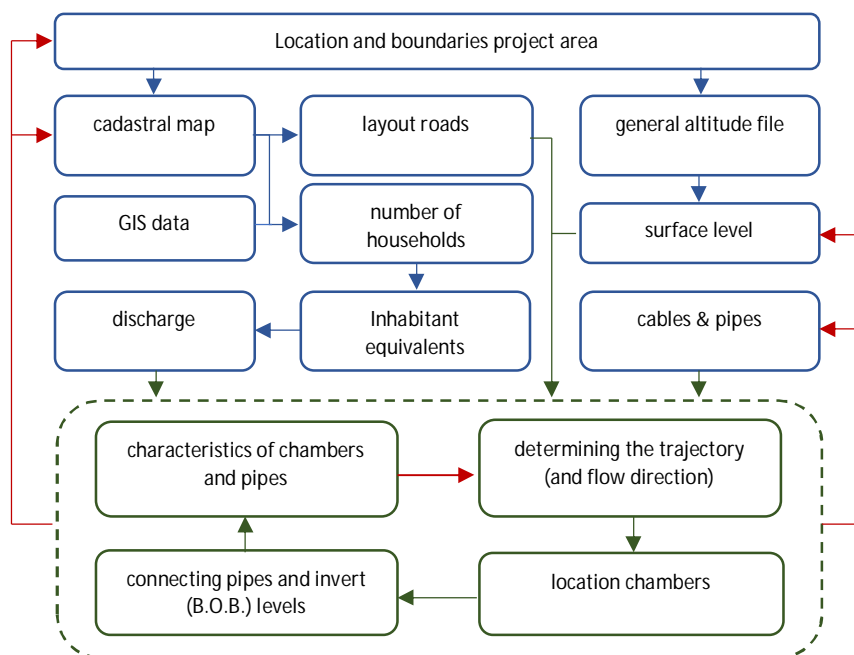 Location and boundaries project area
cadastral map
layout roads
general altitude file
GIS data
number of
households
surface level
discharge
Inhabitant
equivalents
cables & pipes
characteristics of chambers
and pipes
determining the trajectory
(and flow direction)
connecting pipes and invert
(B.O.B.) levels
location chambers